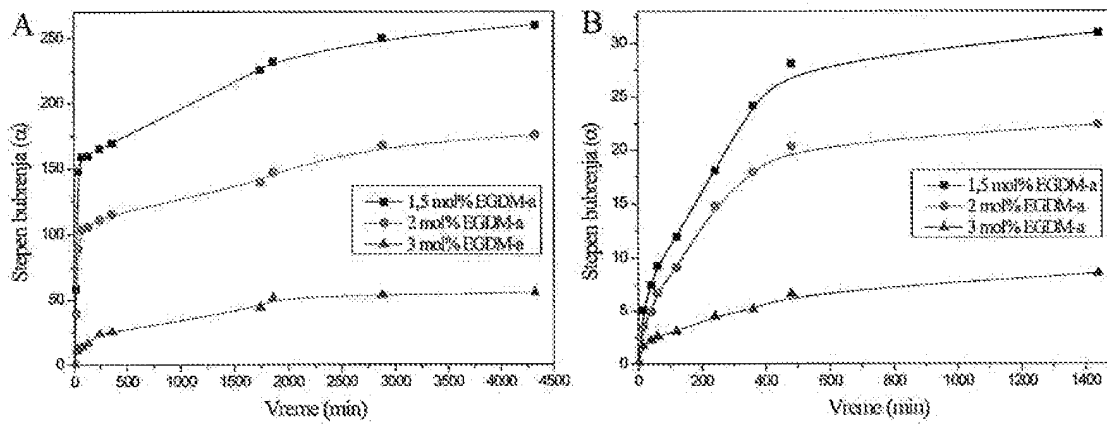 A
Stepen bubrenja (α)
250
200
150
100
50
0
1,5 mol% EGDM-a
2 mol% EGDM-a
3 mol% EGDM-a
0 500 1000 1500 2000 2500 3000 3500 4000 4500
Vreme (min)
B
Stepen bubrenja (α)
30
25
20
15
10
5
0
1,5 mol% EGDM-a
2 mol% EGDM-a
3 mol% EGDM-a
0 200 400 600 800 1000 1200 1400
Vreme (min)